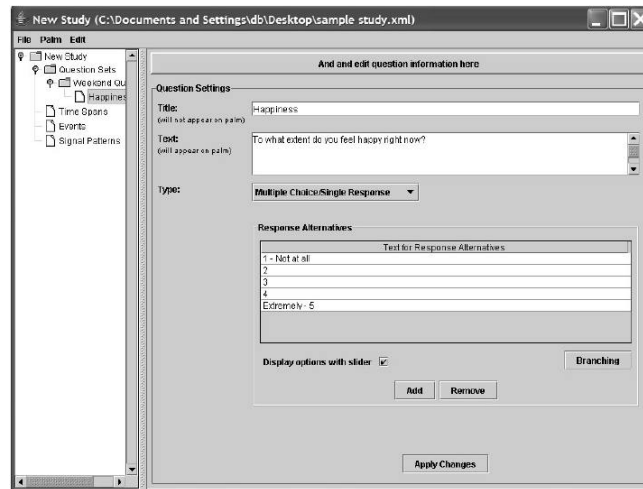 New Study (C:\Documents and Settings\db\Desktop\sample study.xml)
File Palm Edit
New Study
Question Sets
Weekend Qu
Happines
Time Spans
Events
Signal Patterns
And and edit question information here
Question Settings
Title:
(will not appear on palm)
Happiness
Text:
(will appear on palm)
To what extent do you feel happy right now?
Type:
Multiple Choice/Single Response
Response Alternatives
Text for Response Alternatives
1 - Not at all
2
3
4
Extremely - 5
Display options with slider
Branching
Add Remove
Apply Changes